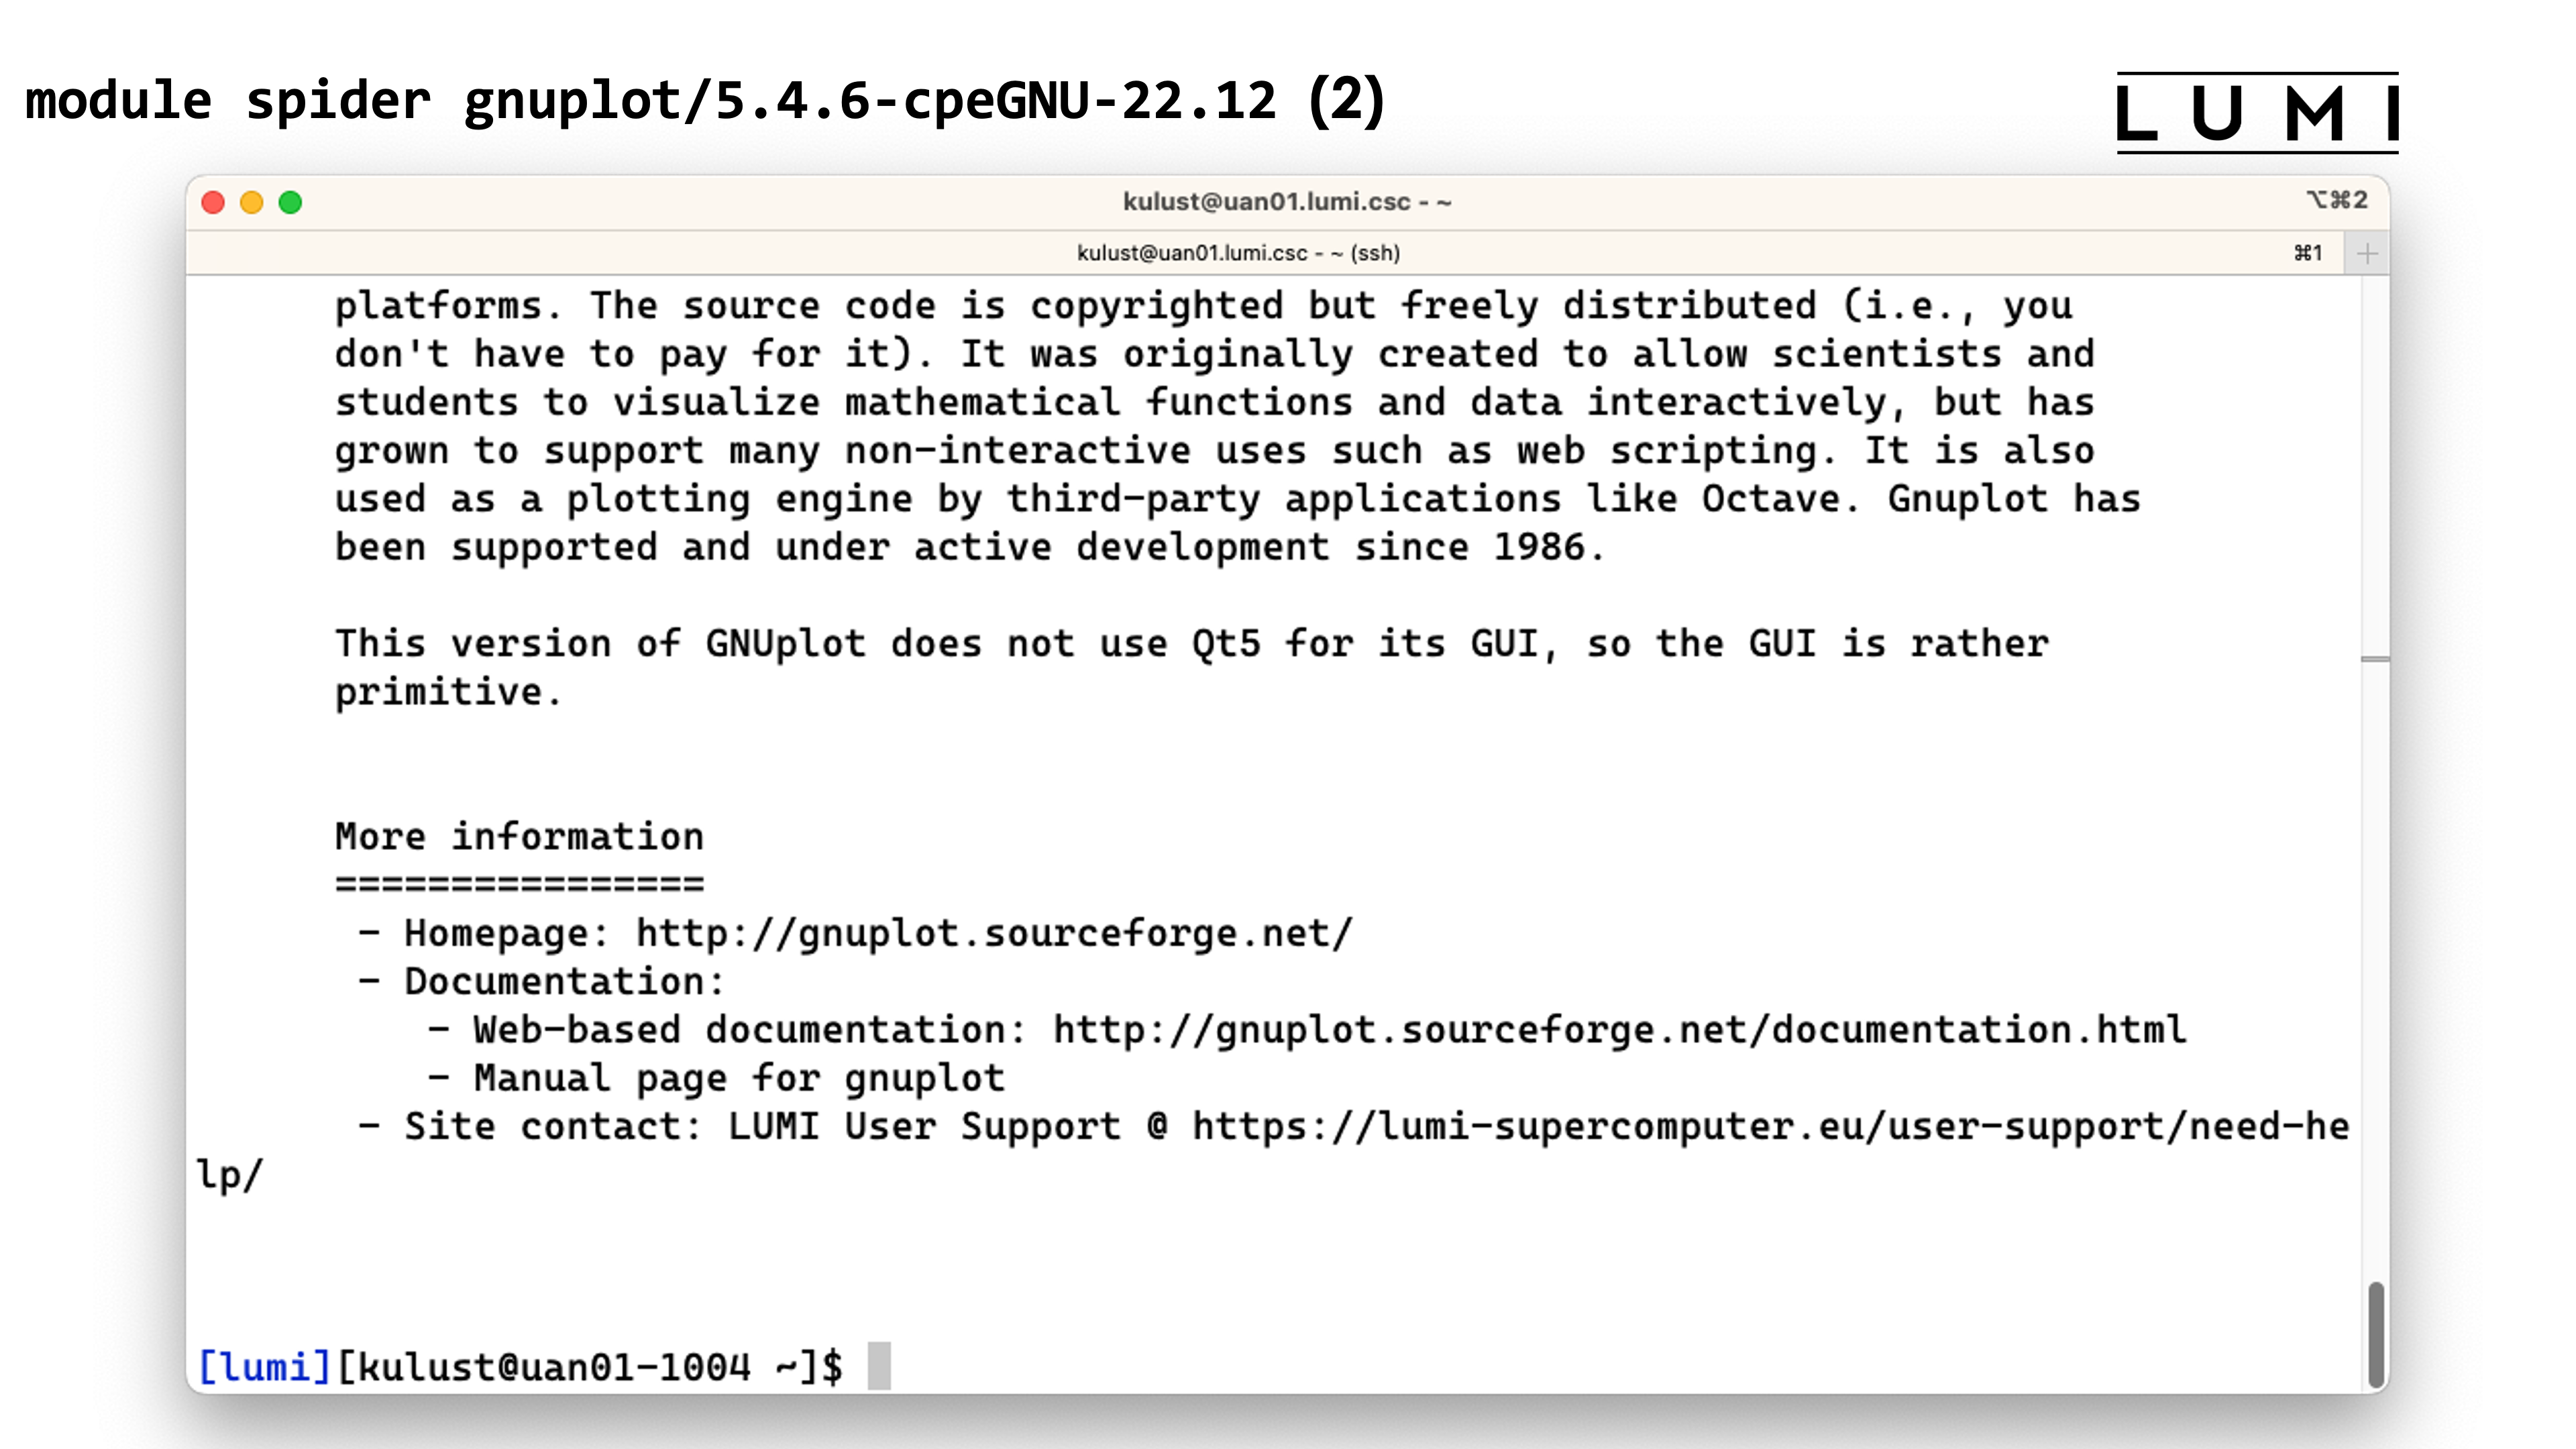 module spider gnuplot/5.4.6-cpeGNU-22.12 (2)
LUMI
kulust@uan01.lumi.csc - ~
⌥⌘2
kulust@uan01.lumi.csc - ~ (ssh)
⌘1
+
platforms. The source code is copyrighted but freely distributed (i.e., you
don't have to pay for it). It was originally created to allow scientists and
students to visualize mathematical functions and data interactively, but has
grown to support many non-interactive uses such as web scripting. It is also
used as a plotting engine by third-party applications like Octave. Gnuplot has
been supported and under active development since 1986.
This version of GNUplot does not use Qt5 for its GUI, so the GUI is rather
primitive.
More information
================
- Homepage: http://gnuplot.sourceforge.net/
- Documentation:
- Web-based documentation: http://gnuplot.sourceforge.net/documentation.html
- Manual page for gnuplot
- Site contact: LUMI User Support @ https://lumi-supercomputer.eu/user-support/need-he
lp/
[lumi][kulust@uan01-1004 ~]$